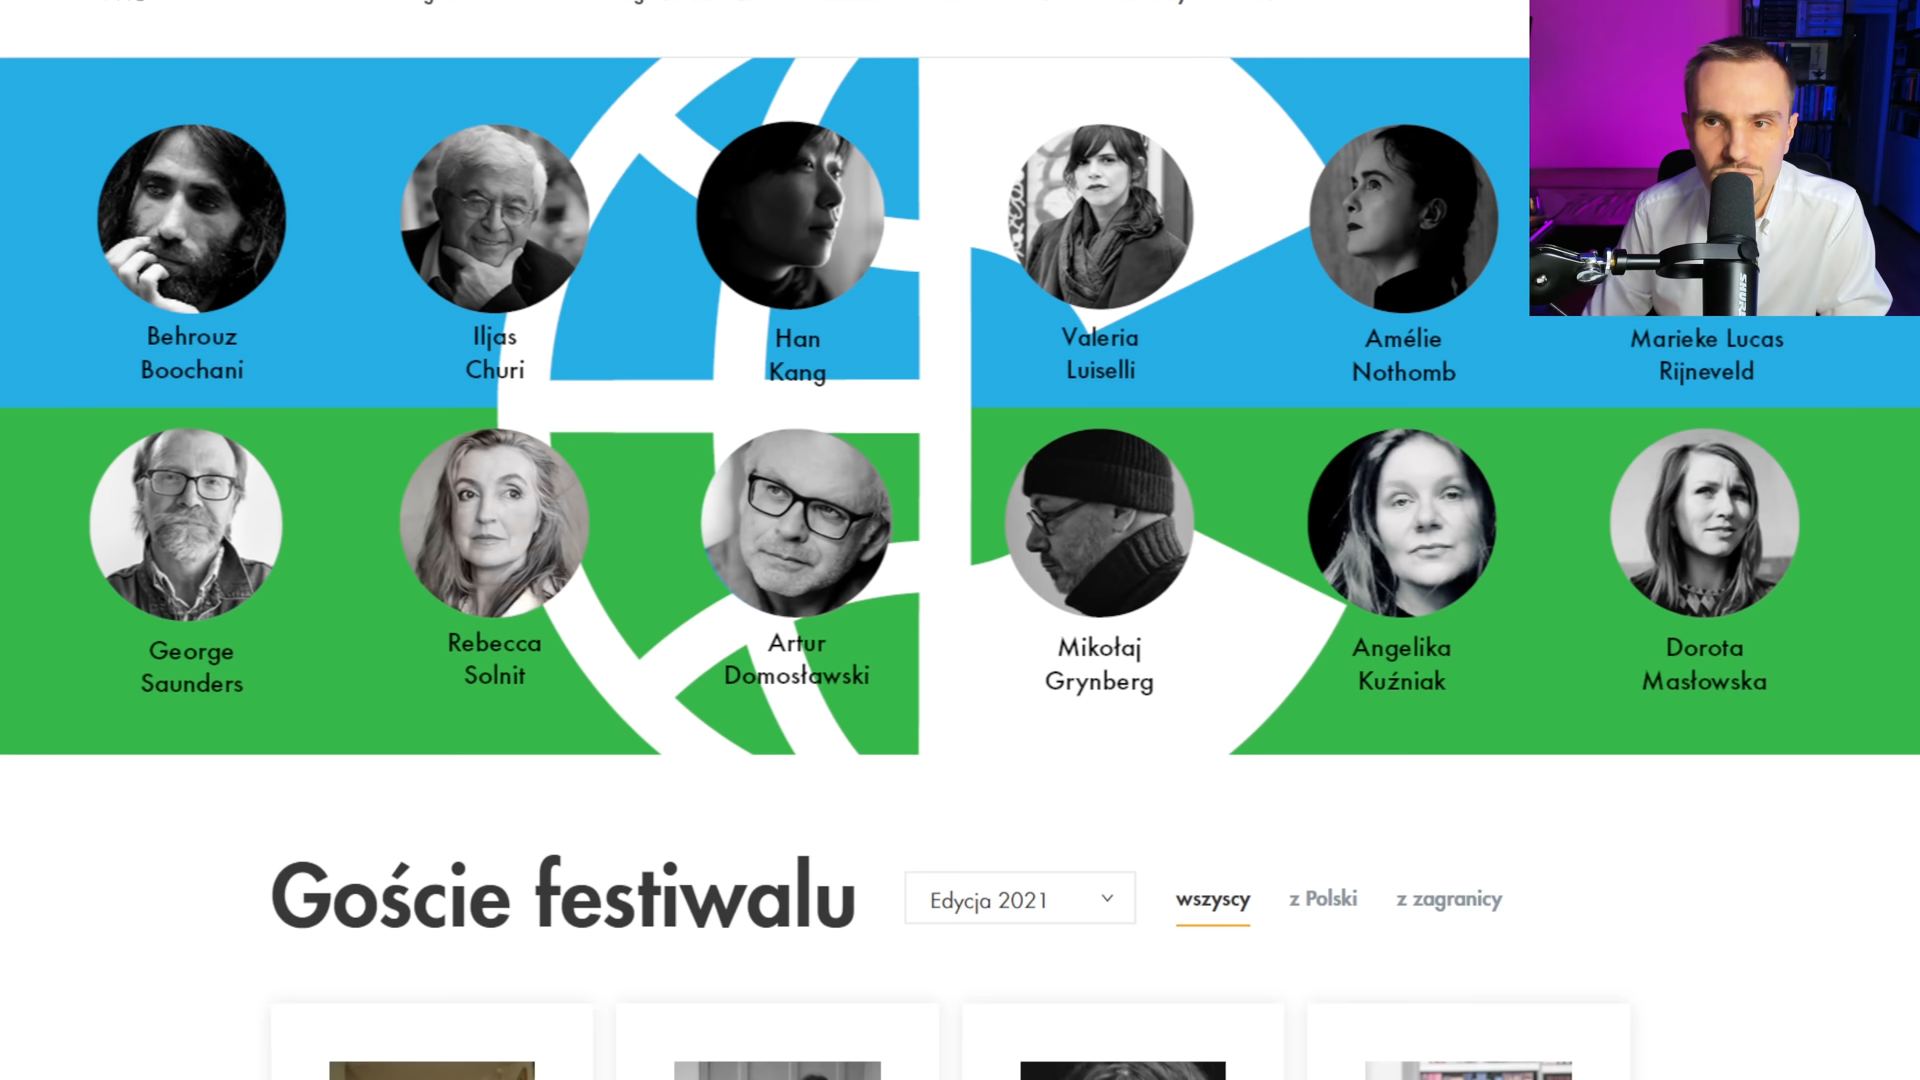 Behrouz
Boochani
Iljas
Churi
Han
Kang
Valeria
Luiselli
Amélie
Nothomb
Marieke Lucas
Rijneveld
George
Saunders
Rebecca
Solnit
Artur
Domosławski
Mikołaj
Grynberg
Angelika
Kuźniak
Dorota
Masłowska
Goście festiwalu
Edycja 2021
wszyscy
z Polski
z zagranicy